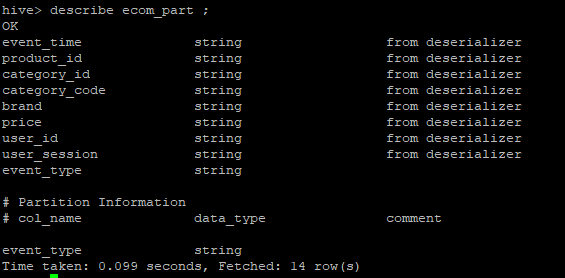 hive> describe ecom_part ;
OK
event_time string from deserializer
product_id string from deserializer
category_id string from deserializer
category_code string from deserializer
brand string from deserializer
price string from deserializer
user_id string from deserializer
user_session string from deserializer
event_type string
# Partition Information
# col_name data_type comment
event_type string
Time taken: 0.099 seconds, Fetched: 14 row(s)